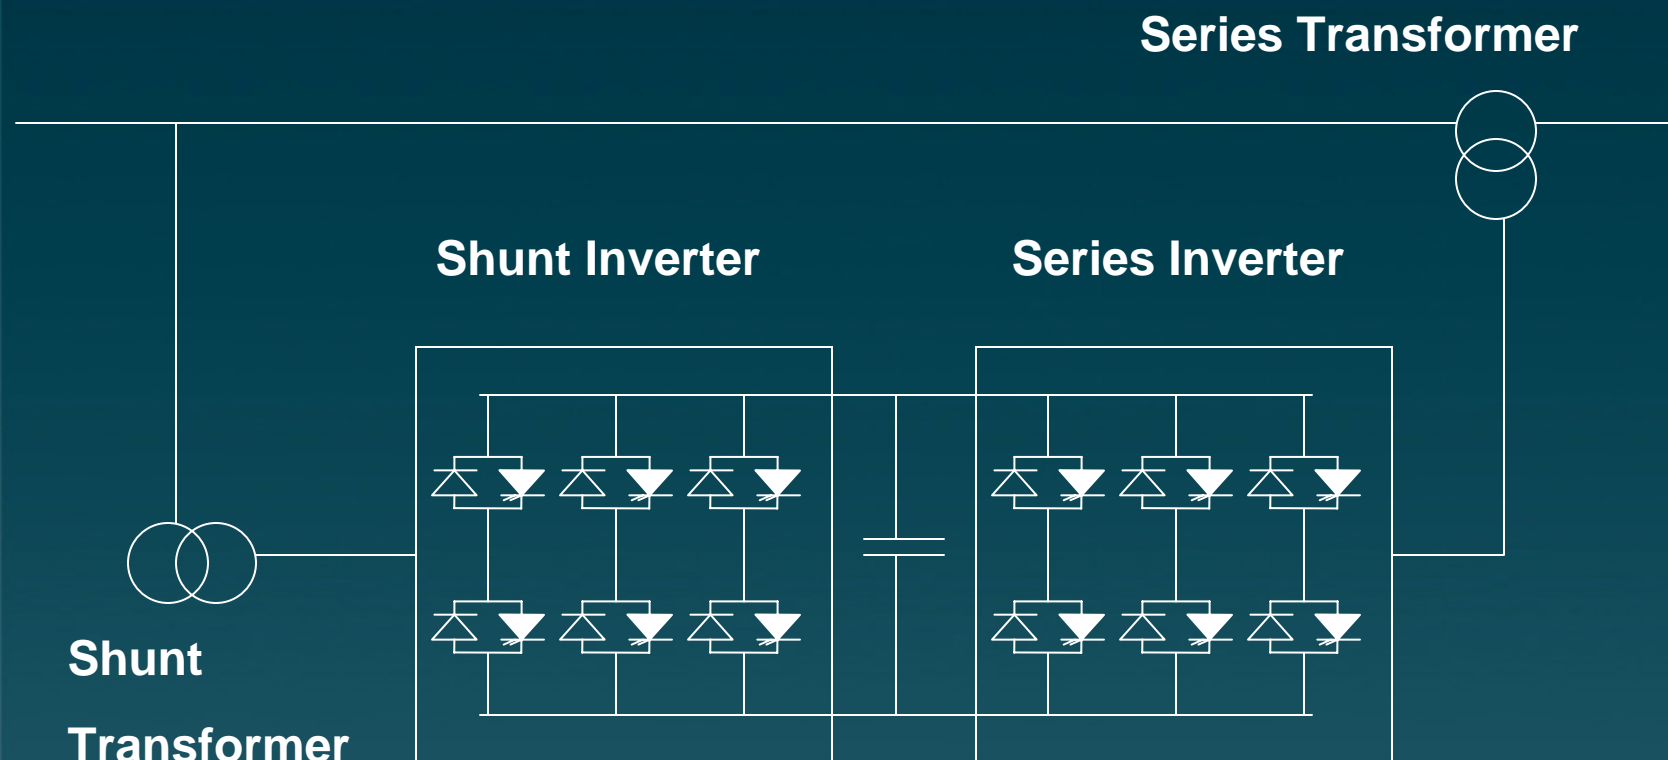 Series Transformer
Shunt Inverter
Series Inverter
Shunt
Transformer